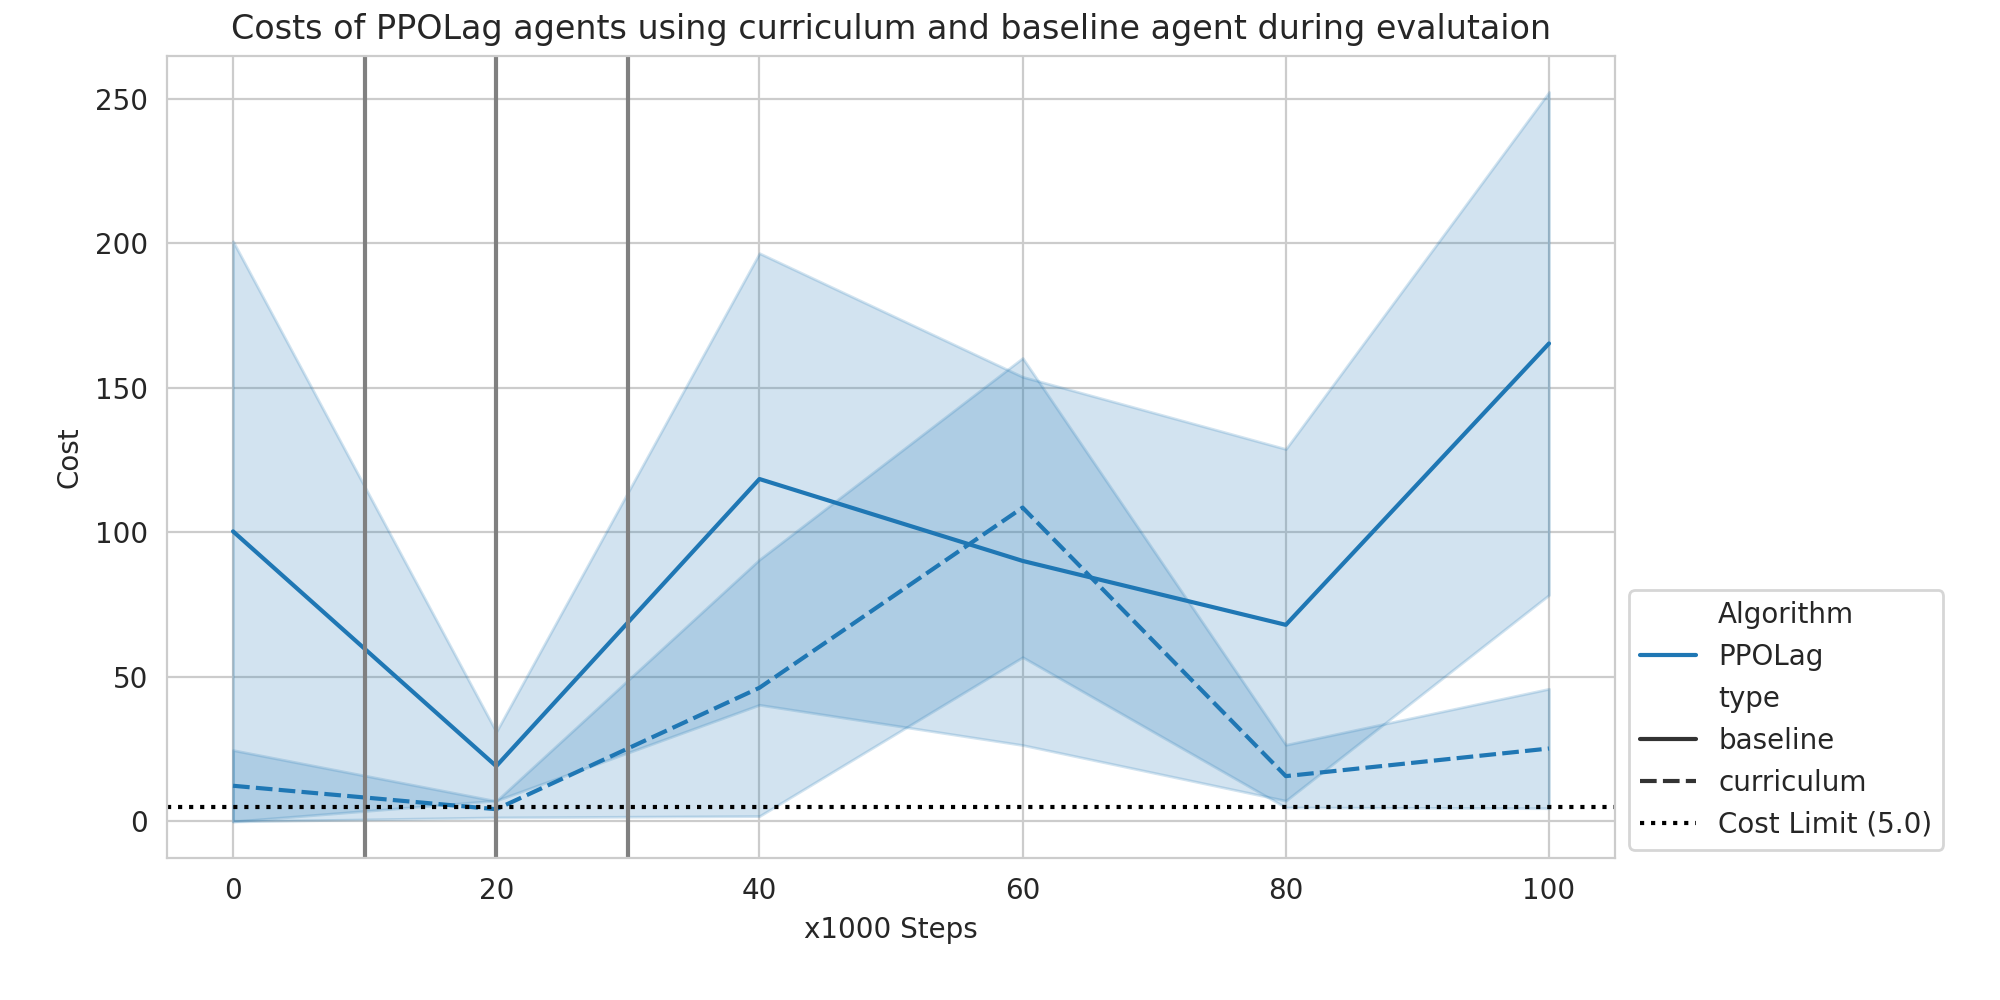 Costs of PPOLag agents using curriculum and baseline agent during evalutaion
250
200
150
100
50
0
Cost
0 20 40 60 80 100
x1000 Steps
Algorithm
PPOLag
type
baseline
curriculum
Cost Limit (5.0)